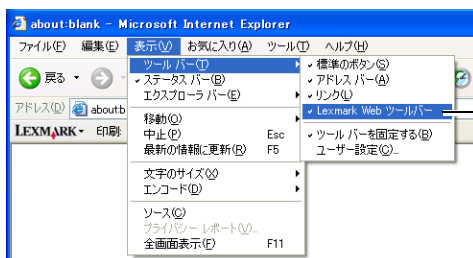 about:blank - Microsoft Internet Explorer
ファイル(F) 編集(E) 表示(V) お気に入り(A) ツール(T) ヘルプ(H)
ツール バー(T)
✓ステータス バー(B)
エクスプローラ バー(E)
移動(O)
中止(P) Esc
最新の情報に更新(R) F5
文字のサイズ(X)
エンコード(D)
ソース(C)
プライバシー レポート(V)...
全画面表示(F) F11
✓標準のボタン(S)
✓アドレス バー(A)
✓リンク(L)
✓Lexmark Web ツールバー
✓ツール バーを固定する(B)
ユーザー設定(C)...
戻る
アドレス(D) about:b
LEXMARK 印刷: